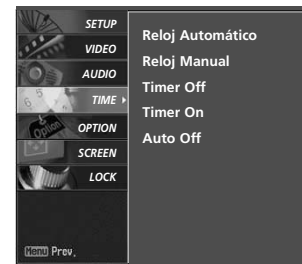 SETUP
VIDEO
AUDIO
TIME
OPTION
SCREEN
LOCK
Menu Prev.
Reloj Automático
Reloj Manual
Timer Off
Timer On
Auto Off